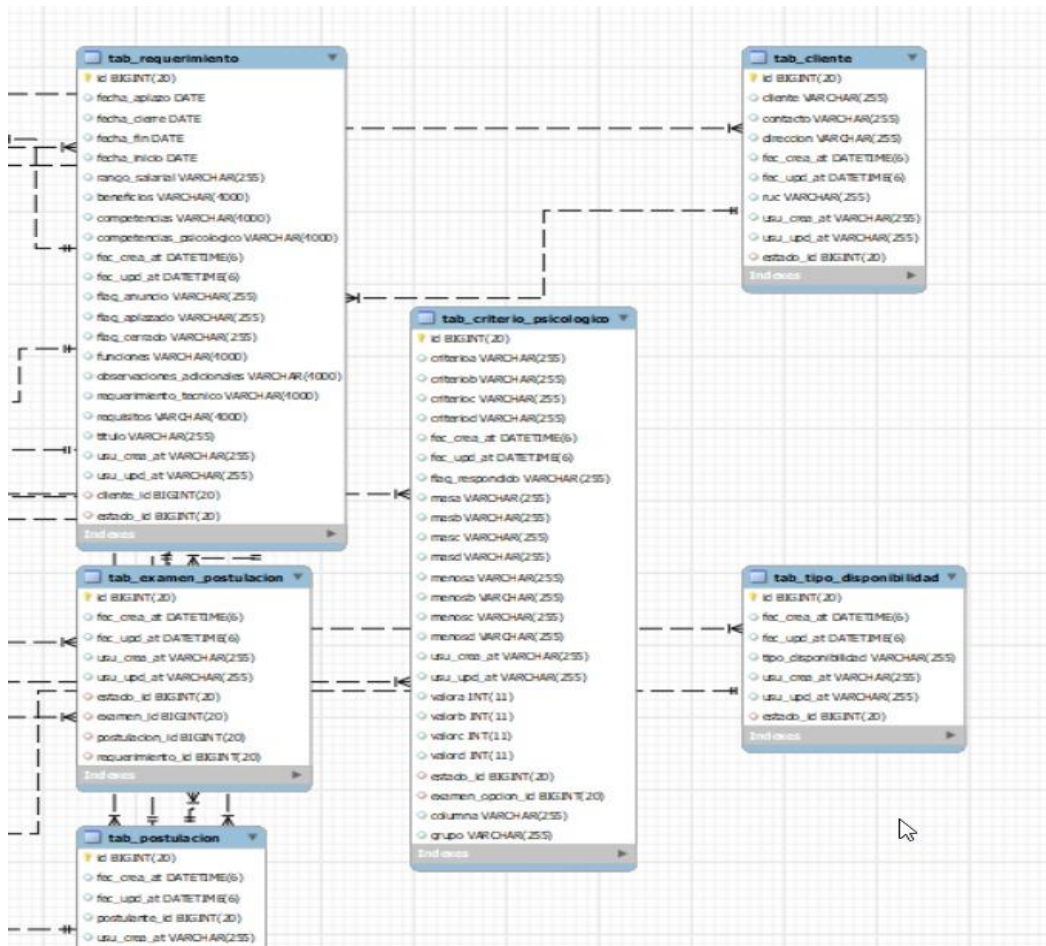 tab_requerimiento
id BIGINT(20)
fecha_aplazo DATE
fecha_cierre DATE
fecha_fin DATE
fecha_inicio DATE
rango_salarial VARCHAR(255)
beneficios VARCHAR(4000)
competencias VARCHAR(4000)
competencias_psicologico VARCHAR(4000)
fec_crea_at DATETIME(6)
fec_upd_at DATETIME(6)
flag_anuncio VARCHAR(255)
flag_aplazado VARCHAR(255)
flag_cerrado VARCHAR(255)
funciones VARCHAR(4000)
observaciones_adicionales VARCHAR(4000)
requerimiento_tecnico VARCHAR(4000)
requisitos VARCHAR(4000)
titulo VARCHAR(255)
usu_crea_at VARCHAR(255)
usu_upd_at VARCHAR(255)
cliente_id BIGINT(20)
estado_id BIGINT(20)
Indexes
tab_cliente
id BIGINT(20)
cliente VARCHAR(255)
contacto VARCHAR(255)
direccion VARCHAR(255)
fec_crea_at DATETIME(6)
fec_upd_at DATETIME(6)
ruc VARCHAR(255)
usu_crea_at VARCHAR(255)
usu_upd_at VARCHAR(255)
estado_id BIGINT(20)
Indexes
tab_criterio_psicologico
id BIGINT(20)
criterioa VARCHAR(255)
criteriob VARCHAR(255)
criterioc VARCHAR(255)
criteriod VARCHAR(255)
fec_crea_at DATETIME(6)
fec_upd_at DATETIME(6)
flag_respondido VARCHAR(255)
masa VARCHAR(255)
masb VARCHAR(255)
masc VARCHAR(255)
masd VARCHAR(255)
menosa VARCHAR(255)
menosb VARCHAR(255)
menosc VARCHAR(255)
menosd VARCHAR(255)
usu_crea_at VARCHAR(255)
usu_upd_at VARCHAR(255)
valora INT(11)
valorb INT(11)
valorc INT(11)
valord INT(11)
estado_id BIGINT(20)
examen_opcion_id BIGINT(20)
columna VARCHAR(255)
grupo VARCHAR(255)
Indexes
tab_examen_postulacion
id BIGINT(20)
fec_crea_at DATETIME(6)
fec_upd_at DATETIME(6)
usu_crea_at VARCHAR(255)
usu_upd_at VARCHAR(255)
estado_id BIGINT(20)
examen_id BIGINT(20)
postulacion_id BIGINT(20)
requerimiento_id BIGINT(20)
Indexes
tab_tipo_disponibilidad
id BIGINT(20)
fec_crea_at DATETIME(6)
fec_upd_at DATETIME(6)
tipo_disponibilidad VARCHAR(255)
usu_crea_at VARCHAR(255)
usu_upd_at VARCHAR(255)
estado_id BIGINT(20)
Indexes
tab_postulacion
id BIGINT(20)
fec_crea_at DATETIME(6)
fec_upd_at DATETIME(6)
postulante_id BIGINT(20)
usu_crea_at VARCHAR(255)